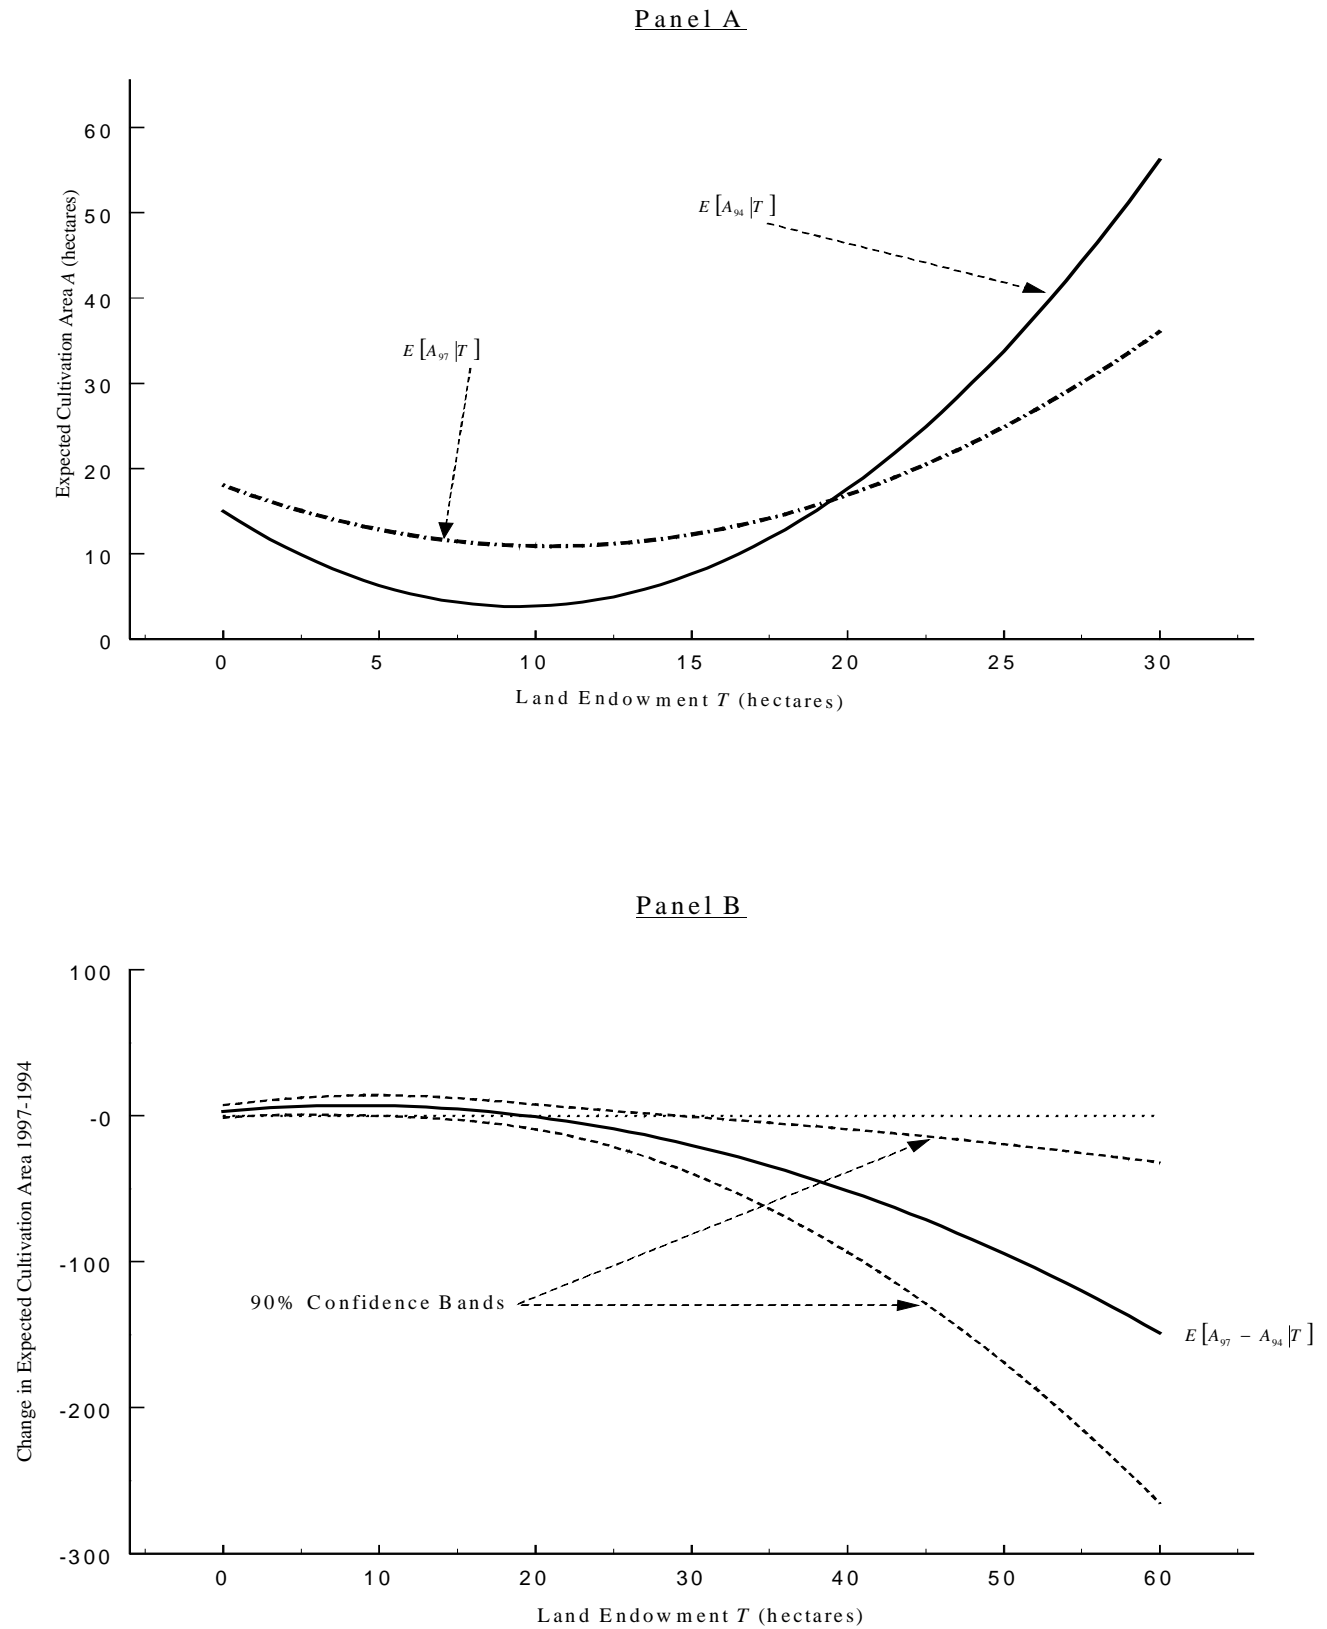 Panel A
60
50
40
30
20
10
0
Expected Cultivation Area A (hectares)
E[A94|T]
E[A97|T]
0 5 10 15 20 25 30
Land Endowment T (hectares)
Panel B
100
-0
-100
-200
-300
Change in Expected Cultivation Area 1997-1994
90% Confidence Bands
E[A97 – A94|T]
0 10 20 30 40 50 60
Land Endowment T (hectares)